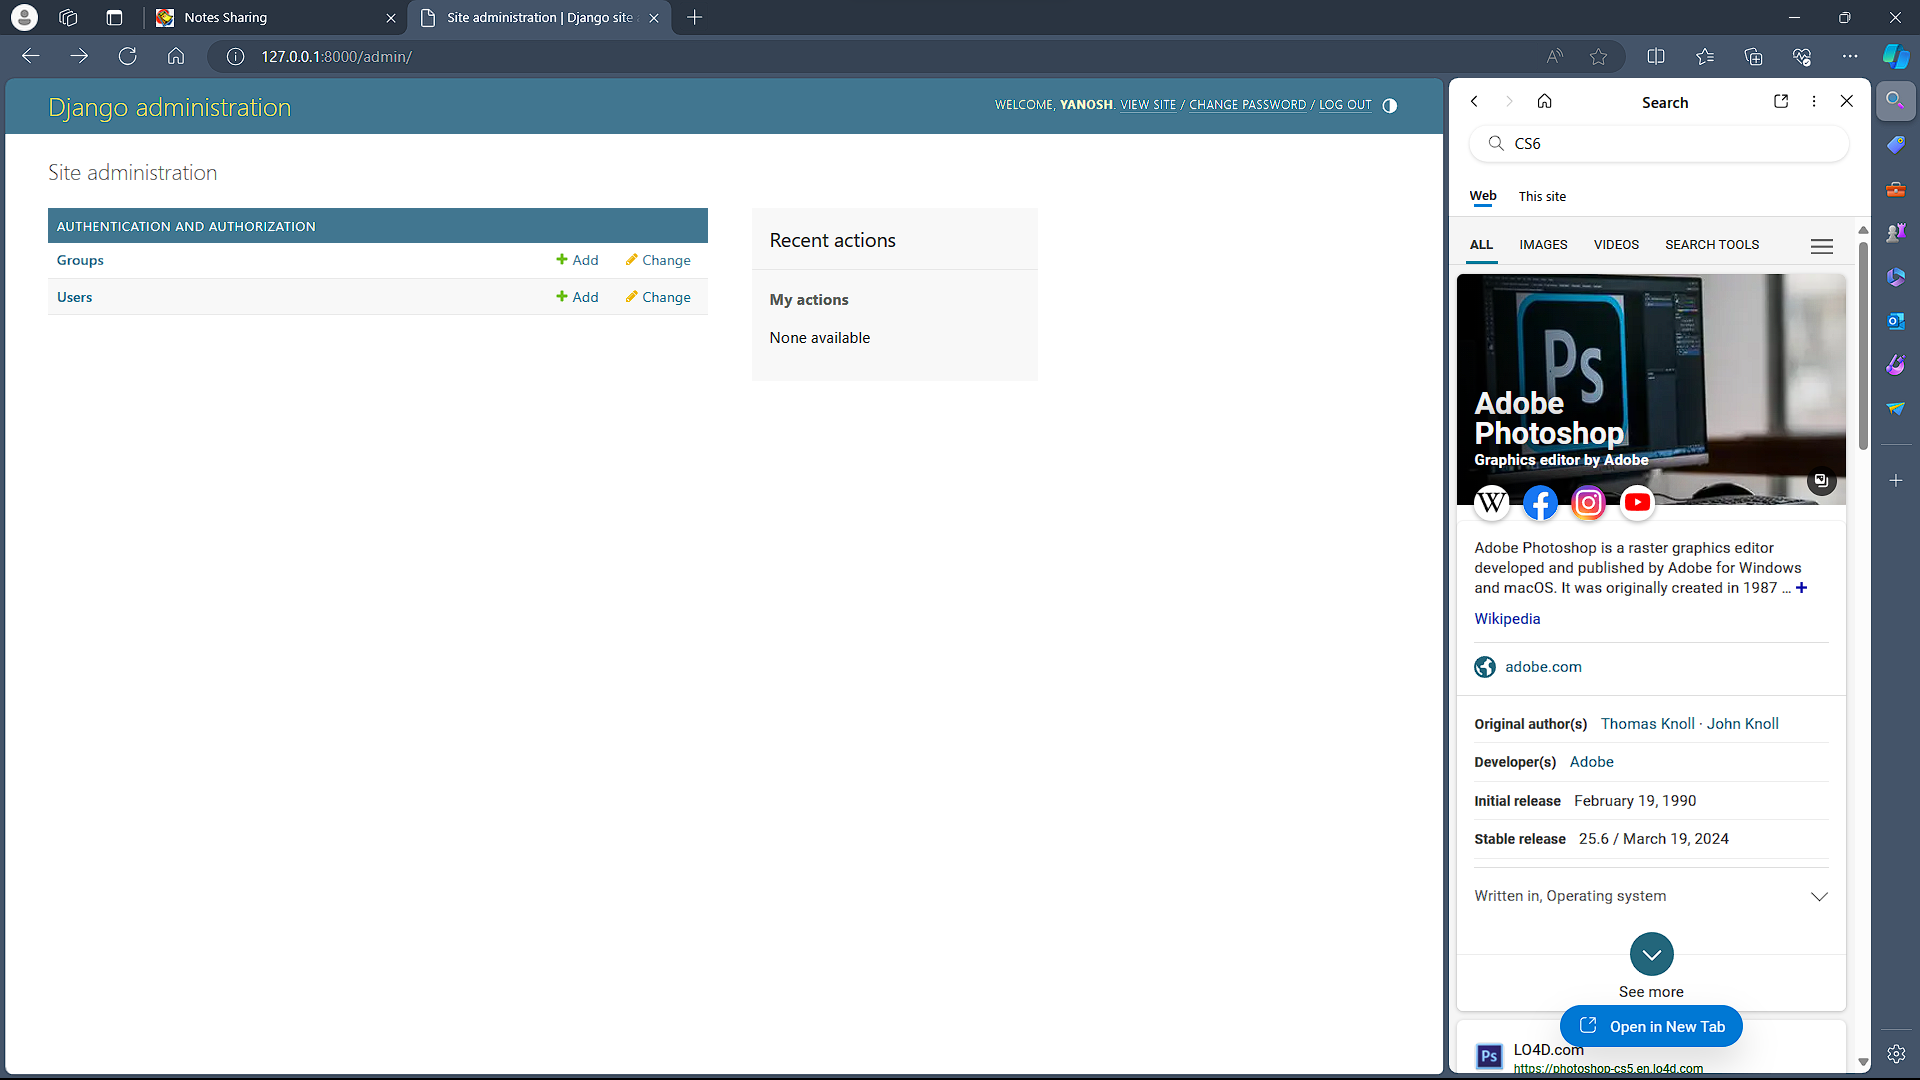 Notes Sharing
Site administration | Django site
127.0.0.1:8000/admin/
Django administration
WELCOME, YANOSH. VIEW SITE / CHANGE PASSWORD / LOG OUT
Site administration
AUTHENTICATION AND AUTHORIZATION
Groups Add Change
Users Add Change
Recent actions
My actions
None available
Search
CS6
Web This site
ALL IMAGES VIDEOS SEARCH TOOLS
Ps
Adobe
Photoshop
Graphics editor by Adobe
W
Adobe Photoshop is a raster graphics editor
developed and published by Adobe for Windows
and macOS. It was originally created in 1987 ... +
Wikipedia
adobe.com
Original author(s) Thomas Knoll · John Knoll
Developer(s) Adobe
Initial release February 19, 1990
Stable release 25.6 / March 19, 2024
Written in, Operating system
See more
Open in New Tab
Ps LO4D.com
https://photoshop-cs5.en.lo4d.com